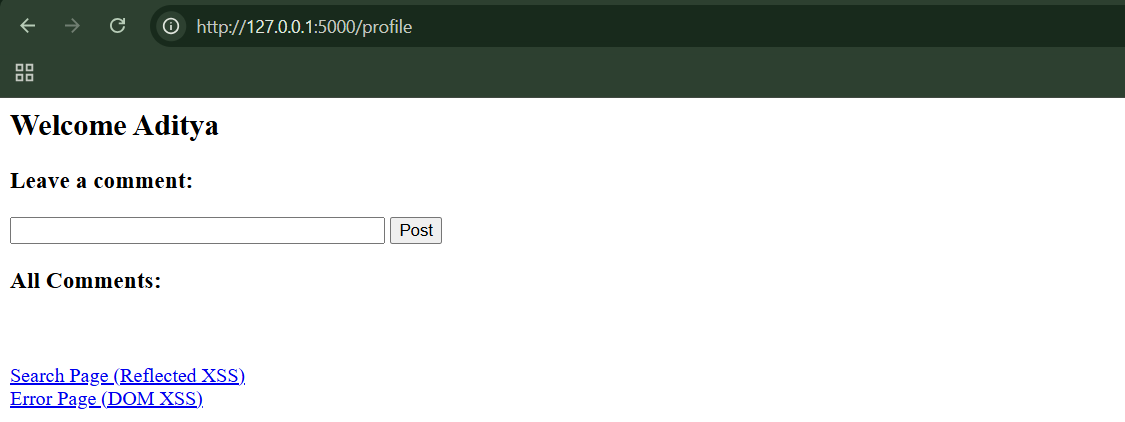 http://127.0.0.1:5000/profile
Welcome Aditya
Leave a comment:
Post
All Comments:
Search Page (Reflected XSS)
Error Page (DOM XSS)